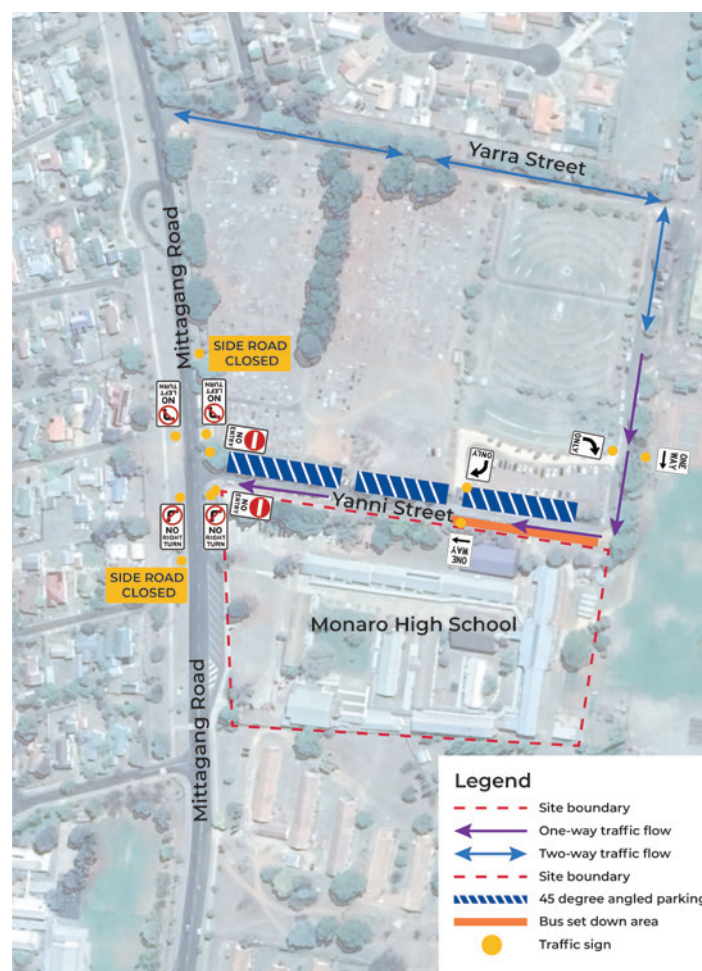 Yarra Street
Mittagang Road
SIDE ROAD
CLOSED
NO
LEFT
TURN
NO
LEFT
TURN
NO
ENTRY
ONLY
ONLY
ONE
WAY
Yanni Street
NO
RIGHT
TURN
NO
RIGHT
TURN
NO
ENTRY
ONE
WAY
SIDE ROAD
CLOSED
Monaro High School
Mittagang Road
Legend
Site boundary
One-way traffic flow
Two-way traffic flow
Site boundary
45 degree angled parking
Bus set down area
Traffic sign